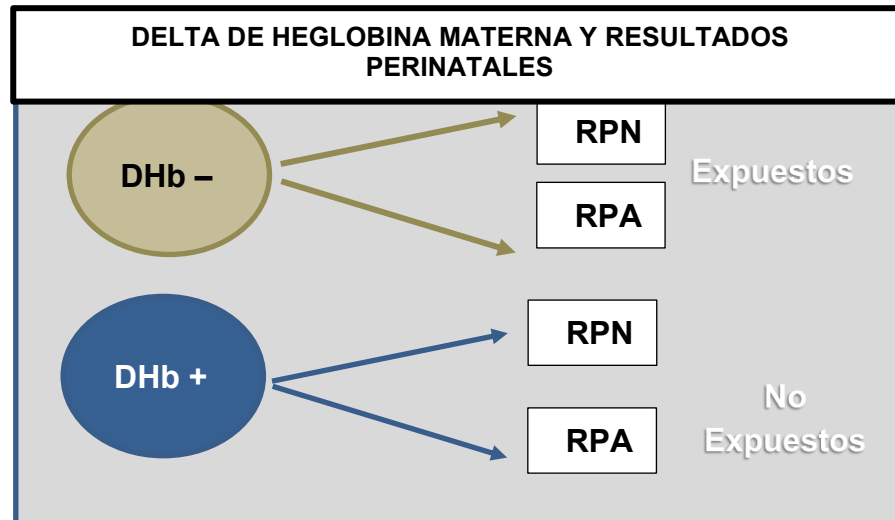 DELTA DE HEGLOBINA MATERNA Y RESULTADOS
PERINATALES
DHb –
RPN
Expuestos
RPA
DHb +
RPN
RPA
No
Expuestos